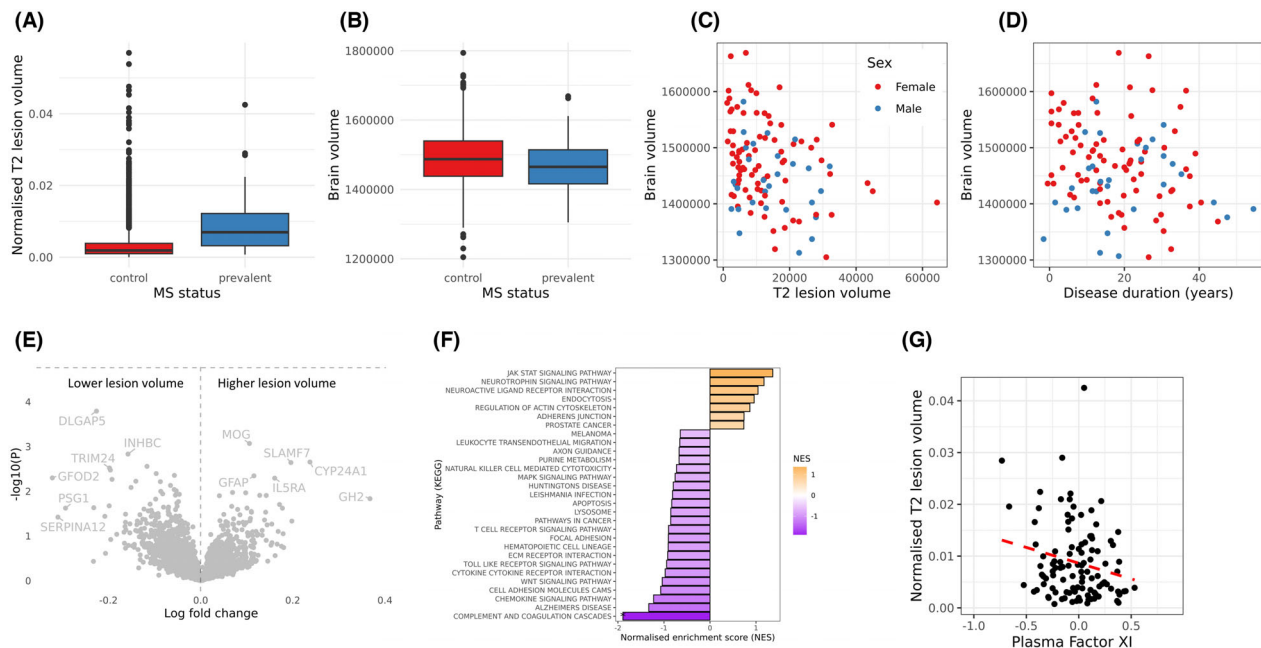 (A)
Normalised T2 lesion volume
0.04
0.02
0.00
control
prevalent
MS status
(B)
Brain volume
1800000
1600000
1400000
1200000
control
prevalent
MS status
(C)
Brain volume
1600000
1500000
1400000
1300000
Sex
Female
Male
0
20000
40000
60000
T2 lesion volume
(D)
Brain volume
1600000
1500000
1400000
1300000
0
20
40
Disease duration (years)
(E)
Lower lesion volume
Higher lesion volume
-log10(P)
4
3
2
1
0
DLGAP5
INHBC
TRIM24
GFOD2
PSG1
SERPINA12
MOG
SLAMF7
CYP24A1
GFAP
IL5RA
GH2
-0.2
0.0
0.2
0.4
Log fold change
(F)
Pathway (KEGG)
JAK STAT SIGNALING PATHWAY
NEUROTROPHIN SIGNALING PATHWAY
NEUROACTIVE LIGAND RECEPTOR INTERACTION
ENDOCYTOSIS
REGULATION OF ACTIN CYTOSKELETON
ADHERENS JUNCTION
PROSTATE CANCER
MELANOMA
LEUKOCYTE TRANSENDOTHELIAL MIGRATION
AXON GUIDANCE
PURINE METABOLISM
NATURAL KILLER CELL MEDIATED CYTOTOXICITY
MAPK SIGNALING PATHWAY
HUNTINGTONS DISEASE
LEISHMANIA INFECTION
APOPTOSIS
LYSOSOME
PATHWAYS IN CANCER
T CELL RECEPTOR SIGNALING PATHWAY
FOCAL ADHESION
HEMATOPOIETIC CELL LINEAGE
ECM RECEPTOR INTERACTION
TOLL LIKE RECEPTOR SIGNALING PATHWAY
CYTOKINE CYTOKINE RECEPTOR INTERACTION
WNT SIGNALING PATHWAY
CELL ADHESION MOLECULES CAMS
CHEMOKINE SIGNALING PATHWAY
ALZHEIMERS DISEASE
COMPLEMENT AND COAGULATION CASCADES
*
-2
-1
0
1
Normalised enrichment score (NES)
NES
1
0
-1
(G)
Normalised T2 lesion volume
0.04
0.03
0.02
0.01
0.00
-1.0
-0.5
0.0
0.5
Plasma Factor XI